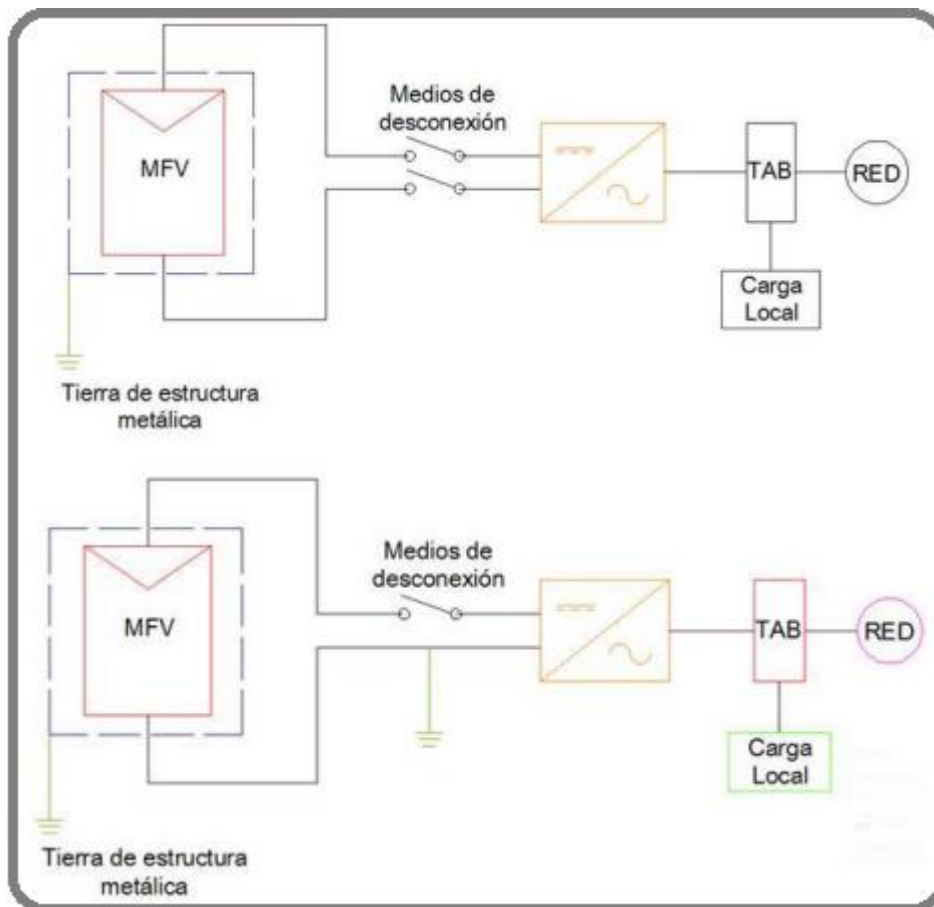 Medios de
desconexión
MFV
TAB
RED
Carga
Local
Tierra de estructura
metálica
Medios de
desconexión
MFV
TAB
RED
Carga
Local
Tierra de estructura
metálica